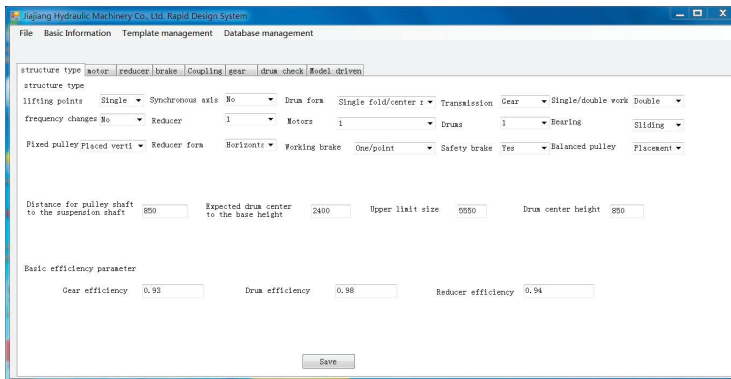 Jiajiang Hydraulic Machinery Co., Ltd. Rapid Design System
File Basic Information Template management Database management
structure type motor reducer brake Coupling gear drum check Model driven
structure type
lifting points Single Synchronous axis No Drum form Single fold/center r Transmission Gear Single/double work Double
frequency changes No Reducer 1 Motors 1 Drums 1 Bearing Sliding
Fixed pulley Placed verti Reducer form Horizonta Working brake One/point Safety brake Yes Balanced pulley Placement
Distance for pulley shaft to the suspension shaft 850 Expected drum center to the base height 2400 Upper limit size 5550 Drum center height 850
Basic efficiency parameter
Gear efficiency 0.93 Drum efficiency 0.98 Reducer efficiency 0.94
Save